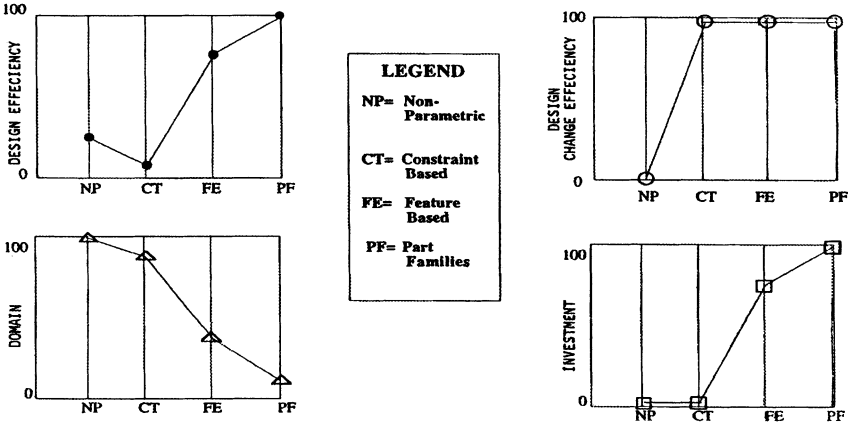 100
DESIGN EFFECIENCY
0
NP CT FE PF
LEGEND
NP= Non-
Parametric
CT= Constraint
Based
FE= Feature
Based
PF= Part
Families
100
DESIGN
CHANGE EFFECIENCY
0
NP CT FE PF
100
DOMAIN
0
NP CT FE PF
100
INVESTMENT
0
NP CT FE PF